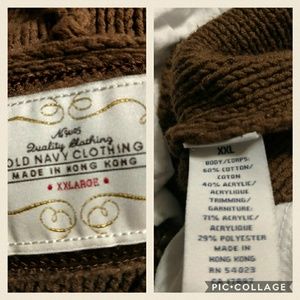 News
Quality Clothing
OLD NAVY CLOTHING
MADE IN HONG KONG
• XXLARGE •
XXL
BODY/CORPS:
60% COTTON/
COTON
40% ACRYLIC/
ACRYLIQUE
TRIMMING/
GARNITURE:
71% ACRYLIC/
ACRYLIQUE
29% POLYESTER
MADE IN
HONG KONG
RN 54023
PIC•COLLAGE